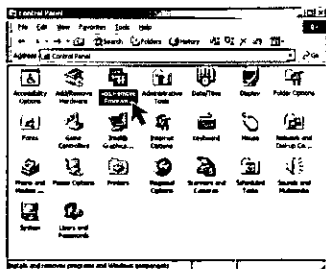 Control Panel
File Edit View Favorites Tools Help
Search Folders History
Address Control Panel Go
Accessibility Options
Add/Remove Hardware
Add/Remove Programs
Administrative Tools
Date/Time
Display
Folder Options
Fonts
Game Controllers
Intel(R) Graphics...
Internet Options
Keyboard
Mouse
Network and Dial-up Co...
Phone and Modem ...
Power Options
Printers
Regional Options
Scanners and Cameras
Scheduled Tasks
Sounds and Multimedia
System
Users and Passwords
Installs and removes programs and Windows components